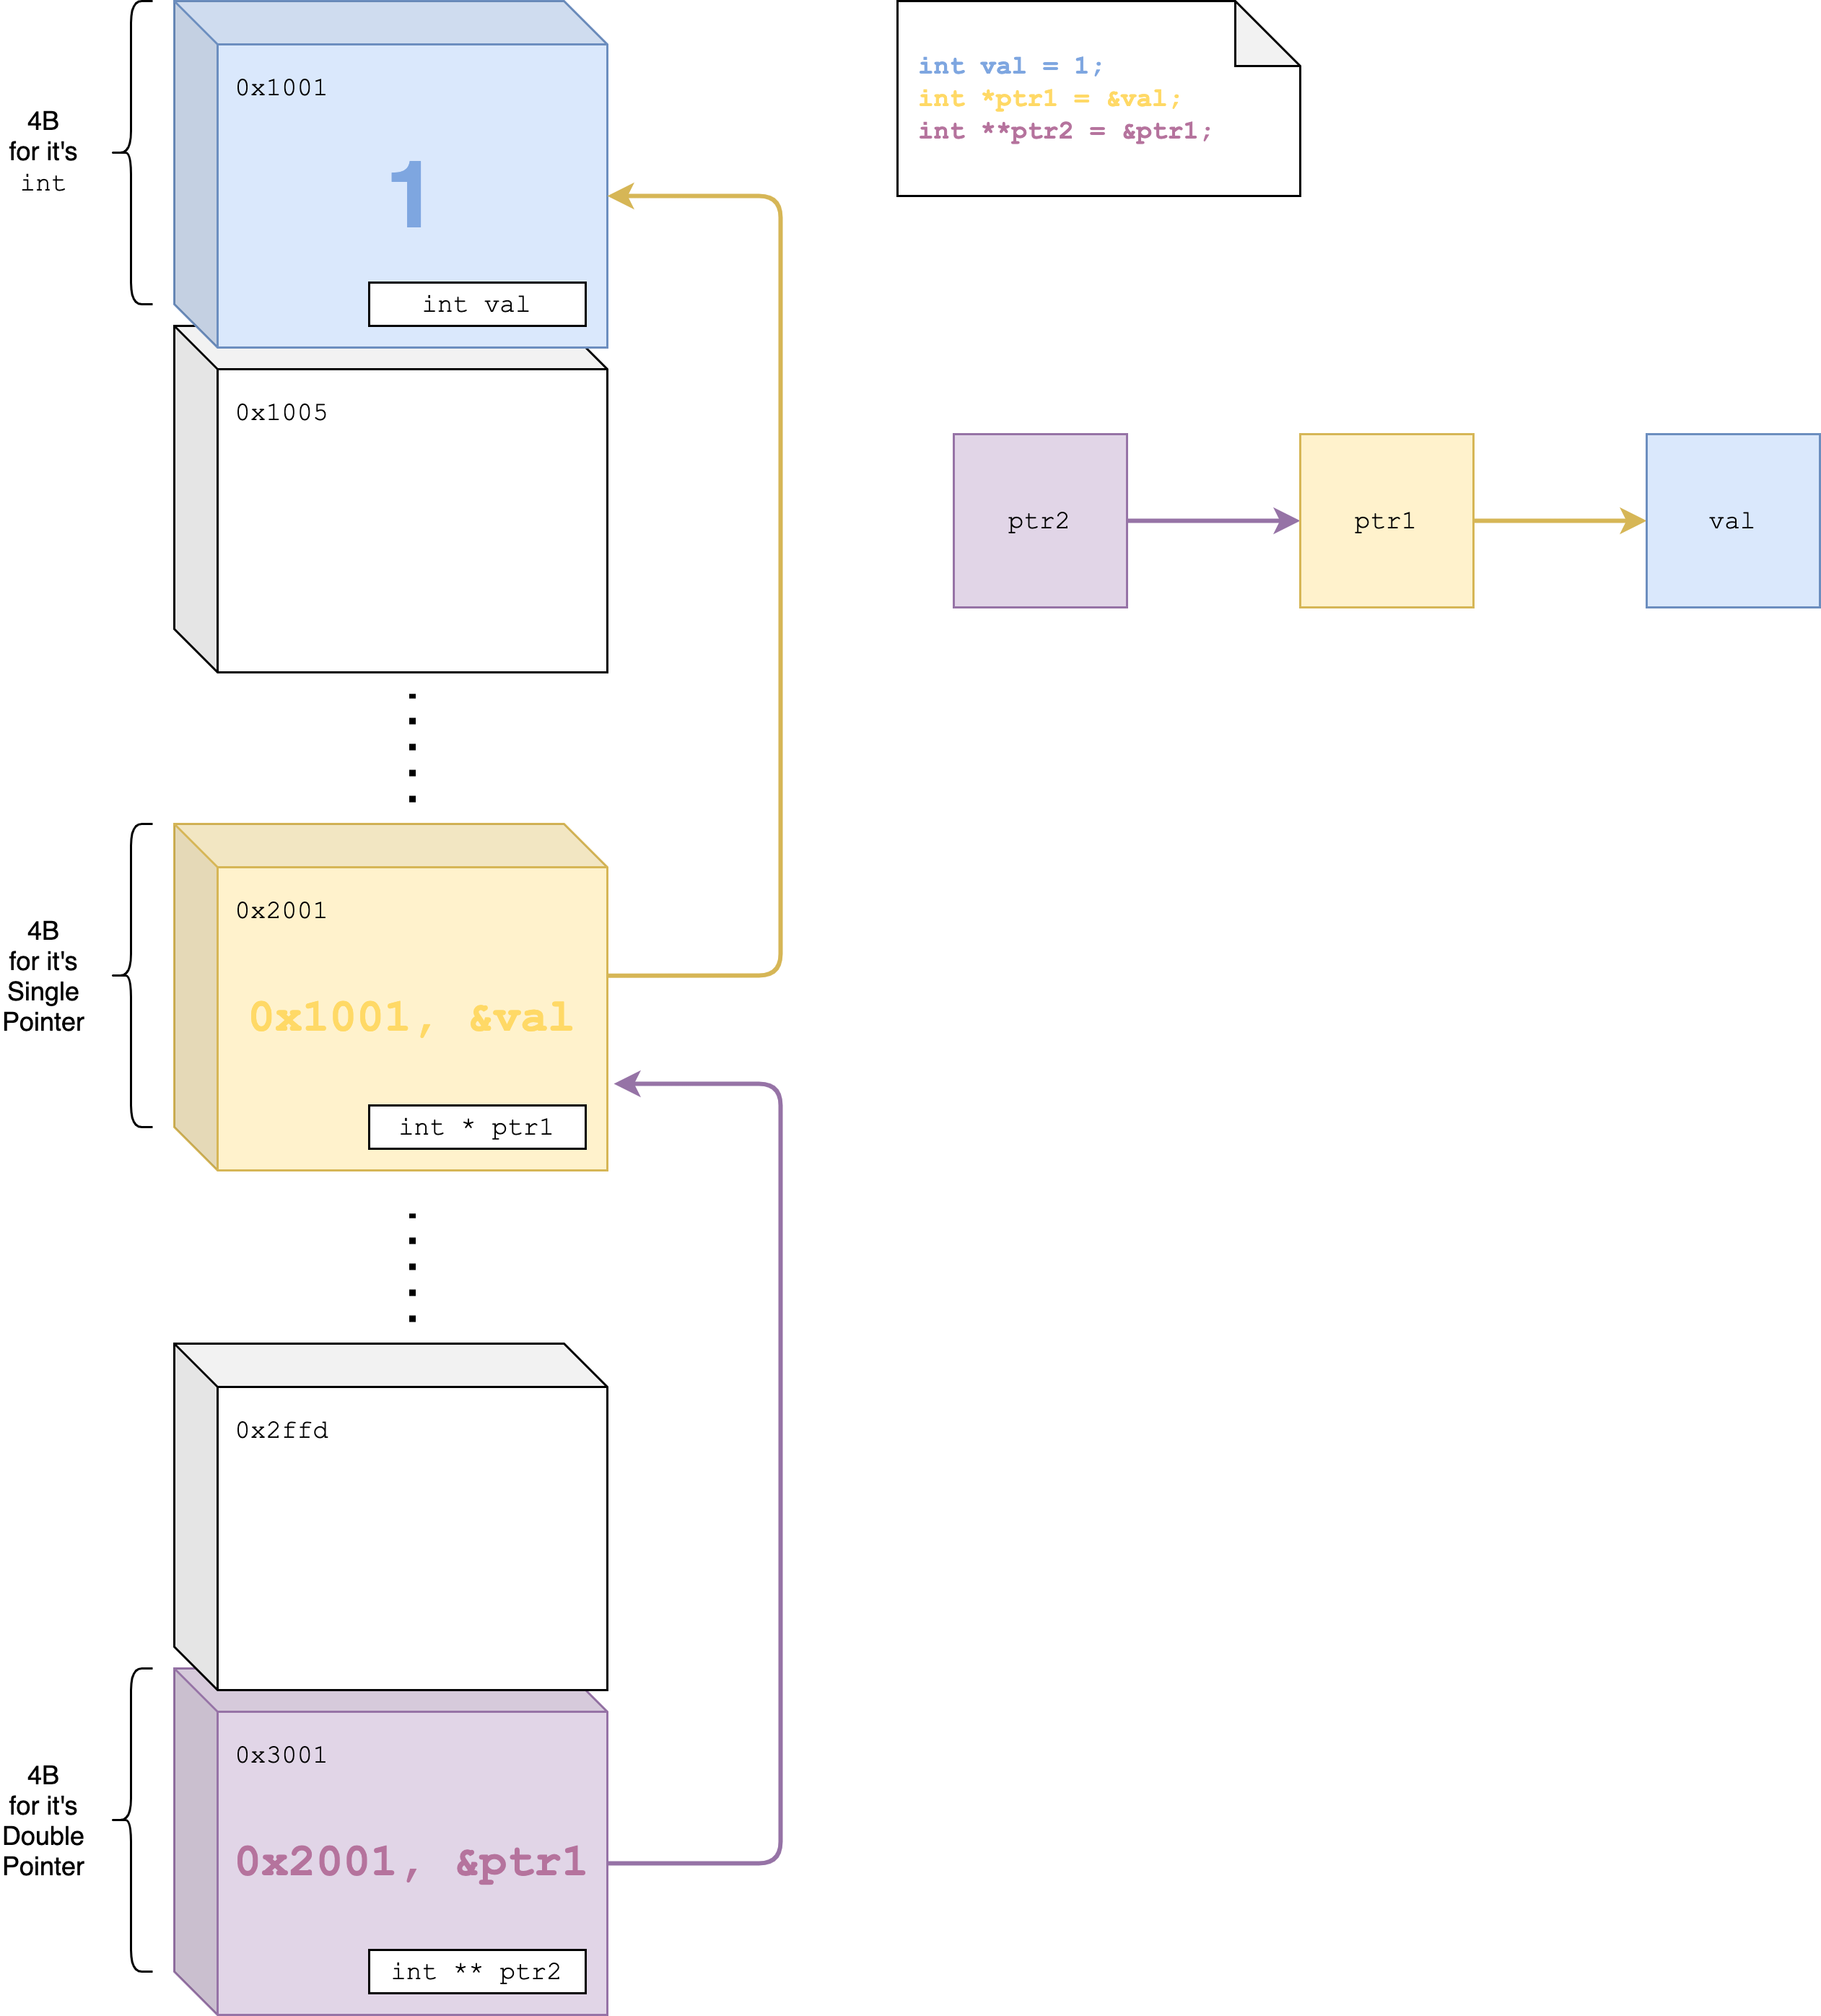 4B
for it's
int
0x1001
1
int val
int val = 1;
int *ptr1 = &val;
int **ptr2 = &ptr1;
0x1005
ptr2
ptr1
val
4B
for it's
Single
Pointer
0x2001
0x1001, &val
int * ptr1
0x2ffd
4B
for it's
Double
Pointer
0x3001
0x2001, &ptr1
int ** ptr2